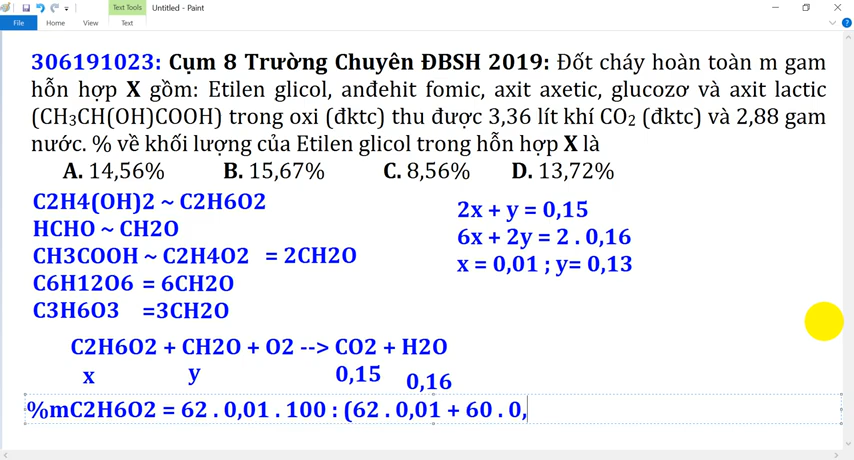 Text Tools
Untitled - Paint
File
Home
View
Text
306191023: Cụm 8 Trường Chuyên ĐBSH 2019: Đốt cháy hoàn toàn m gam
hỗn hợp X gồm: Etilen glicol, anđehit fomic, axit axetic, glucozơ và axit lactic
(CH3CH(OH)COOH) trong oxi (đktc) thu được 3,36 lít khí CO2 (đktc) và 2,88 gam
nước. % về khối lượng của Etilen glicol trong hỗn hợp X là
A. 14,56% B. 15,67% C. 8,56% D. 13,72%
C2H4(OH)2 ~ C2H6O2
HCHO ~ CH2O
CH3COOH ~ C2H4O2 = 2CH2O
C6H12O6 = 6CH2O
C3H6O3 =3CH2O
2x + y = 0,15
6x + 2y = 2 . 0,16
x = 0,01 ; y= 0,13
C2H6O2 + CH2O + O2 --> CO2 + H2O
x y 0,15 0,16
%mC2H6O2 = 62 . 0,01 . 100 : (62 . 0,01 + 60 . 0,